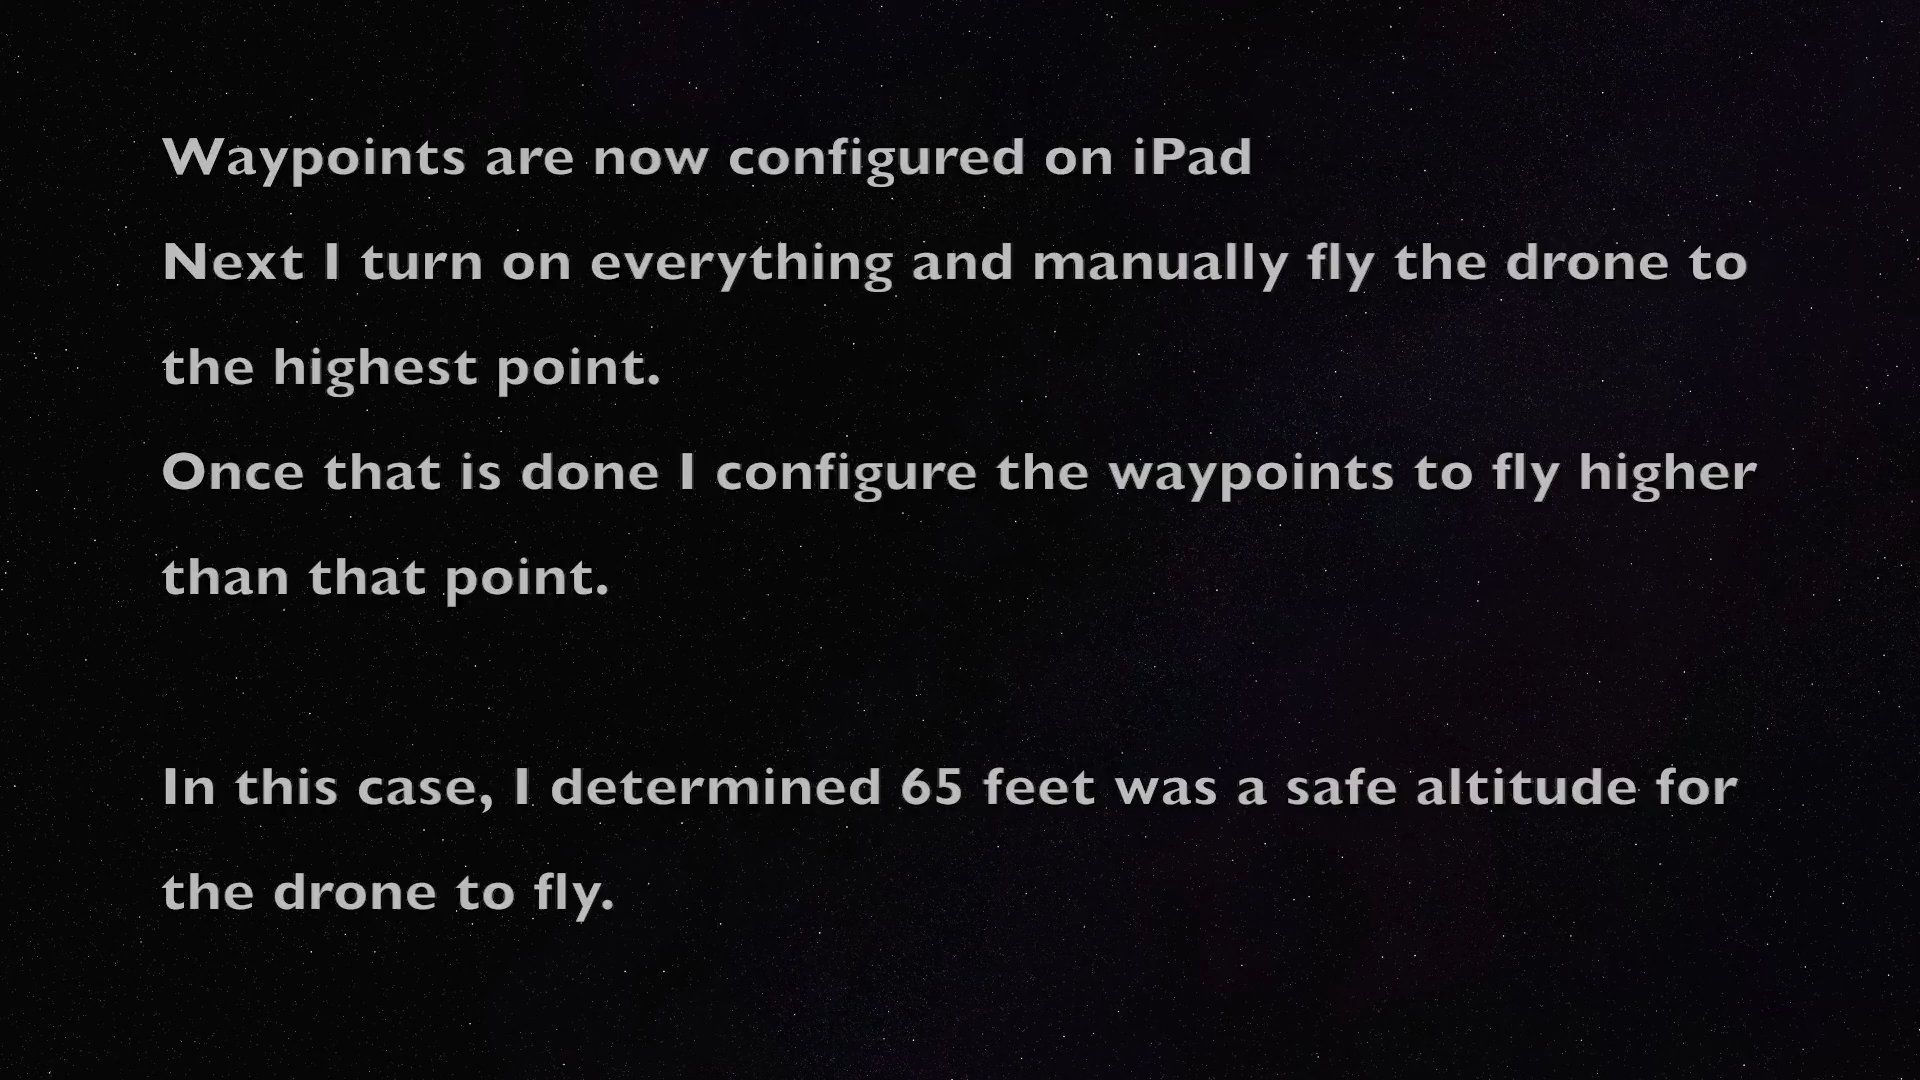 Waypoints are now configured on iPad
Next I turn on everything and manually fly the drone to
the highest point.
Once that is done I configure the waypoints to fly higher
than that point.
In this case, I determined 65 feet was a safe altitude for
the drone to fly.